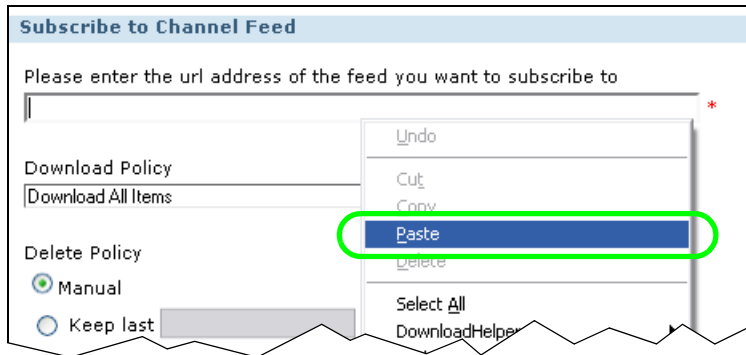 Subscribe to Channel Feed
Please enter the url address of the feed you want to subscribe to
*
Undo
Download Policy
Cut
Download All Items
Copy
Paste
Delete Policy
Delete
Manual
Select All
Keep last
DownloadHelper